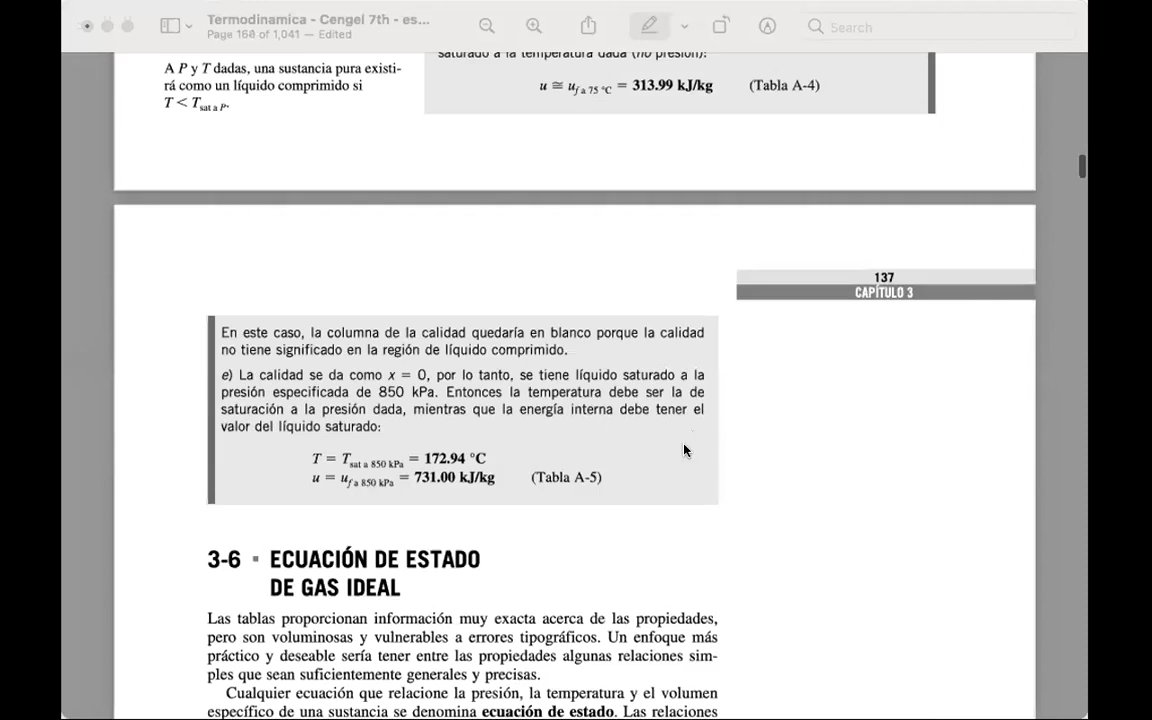 Termodinamica - Cengel 7th - es...
Page 160 of 1,041 — Edited
Search
saturado a la temperatura dada (no presión):
A P y T dadas, una sustancia pura existi-
rá como un líquido comprimido si
T < Tsat a P.
u ≅ uf a 75 °C = 313.99 kJ/kg (Tabla A-4)
137
CAPÍTULO 3
En este caso, la columna de la calidad quedaría en blanco porque la calidad
no tiene significado en la región de líquido comprimido.
e) La calidad se da como x = 0, por lo tanto, se tiene líquido saturado a la
presión especificada de 850 kPa. Entonces la temperatura debe ser la de
saturación a la presión dada, mientras que la energía interna debe tener el
valor del líquido saturado:
T = Tsat a 850 kPa = 172.94 °C
u = uf a 850 kPa = 731.00 kJ/kg (Tabla A-5)
3-6 ▪ ECUACIÓN DE ESTADO
DE GAS IDEAL
Las tablas proporcionan información muy exacta acerca de las propiedades,
pero son voluminosas y vulnerables a errores tipográficos. Un enfoque más
práctico y deseable sería tener entre las propiedades algunas relaciones sim-
ples que sean suficientemente generales y precisas.
Cualquier ecuación que relacione la presión, la temperatura y el volumen
específico de una sustancia se denomina ecuación de estado. Las relaciones